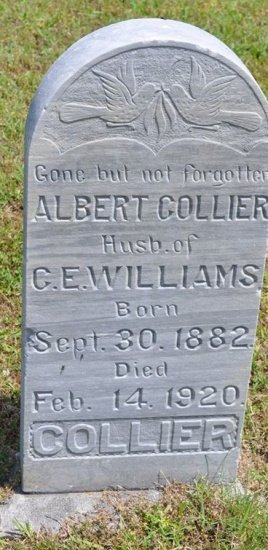 Gone but not forgotten
ALBERT COLLIER
Husb. of
C.E. WILLIAMS.
Born
Sept. 30. 1882.
Died
Feb. 14. 1920.
COLLIER